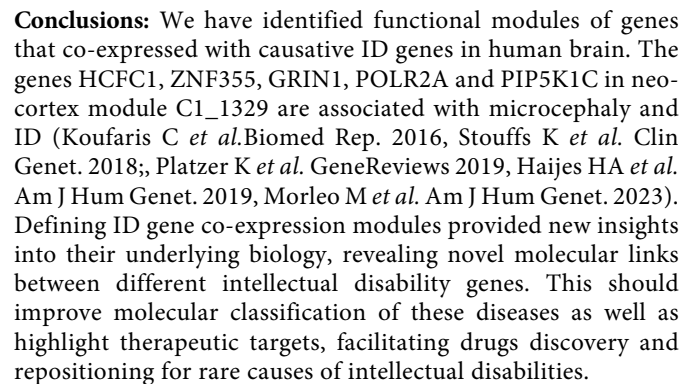 Conclusions: We have identified functional modules of genes
that co-expressed with causative ID genes in human brain. The
genes HCFC1, ZNF355, GRIN1, POLR2A and PIP5K1C in neo-
cortex module C1_1329 are associated with microcephaly and
ID (Koufaris C et al.Biomed Rep. 2016, Stouffs K et al. Clin
Genet. 2018;, Platzer K et al. GeneReviews 2019, Haijes HA et al.
Am J Hum Genet. 2019, Morleo M et al. Am J Hum Genet. 2023).
Defining ID gene co-expression modules provided new insights
into their underlying biology, revealing novel molecular links
between different intellectual disability genes. This should
improve molecular classification of these diseases as well as
highlight therapeutic targets, facilitating drugs discovery and
repositioning for rare causes of intellectual disabilities.